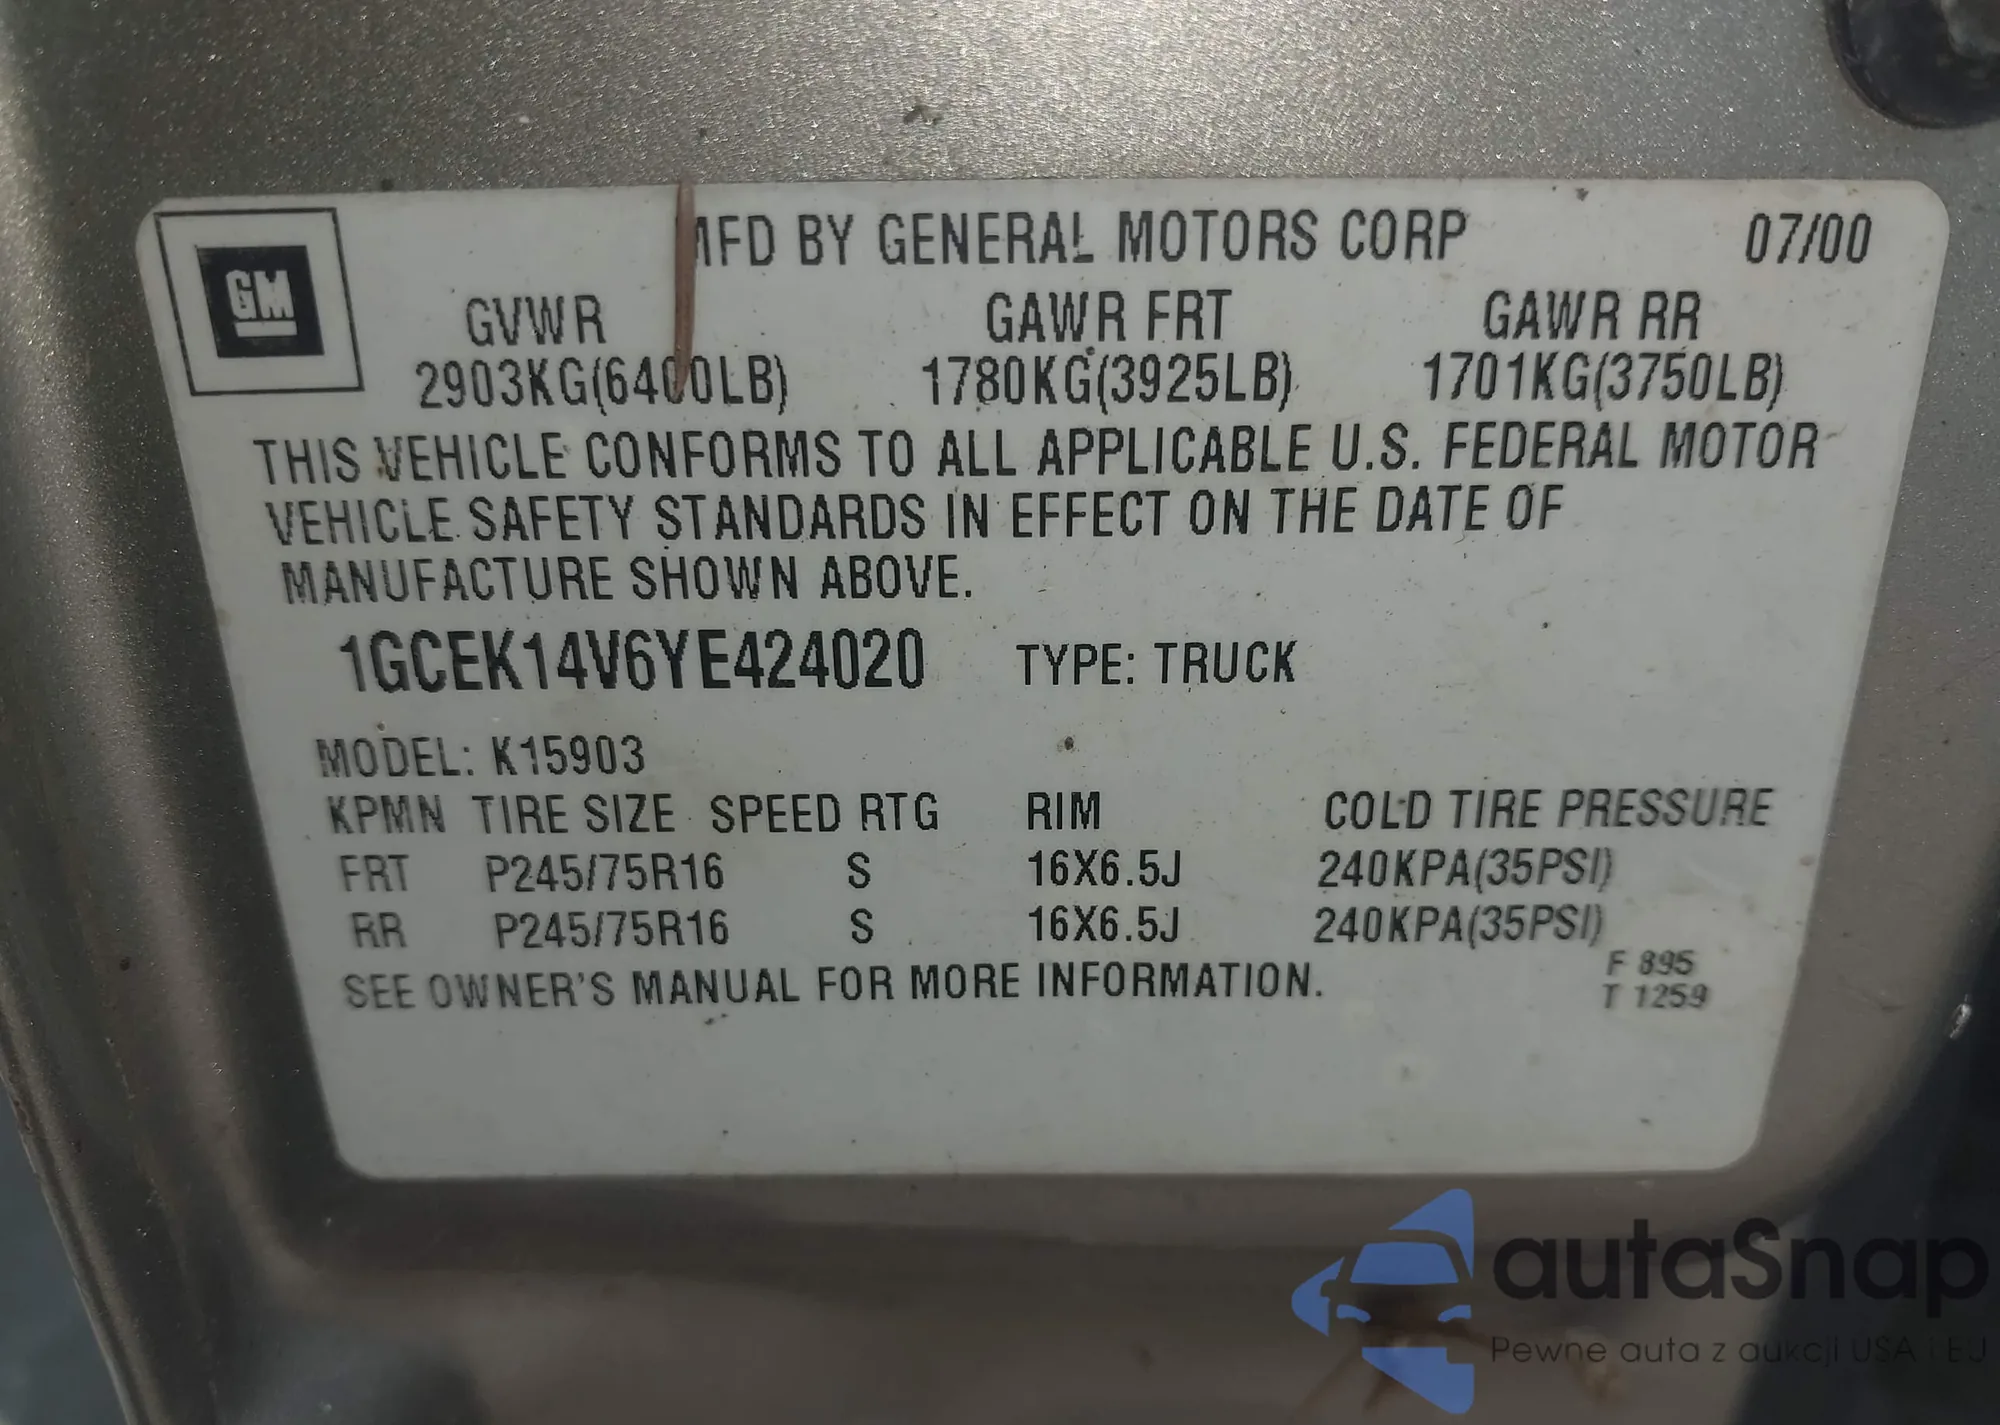 GM
MFD BY GENERAL MOTORS CORP 07/00
GVWR GAWR FRT GAWR RR
2903KG(6400LB) 1780KG(3925LB) 1701KG(3750LB)
THIS VEHICLE CONFORMS TO ALL APPLICABLE U.S. FEDERAL MOTOR
VEHICLE SAFETY STANDARDS IN EFFECT ON THE DATE OF
MANUFACTURE SHOWN ABOVE.
1GCEK14V6YE424020 TYPE: TRUCK
MODEL: K15903
KPMN TIRE SIZE SPEED RTG RIM COLD TIRE PRESSURE
FRT P245/75R16 S 16X6.5J 240KPA(35PSI)
RR P245/75R16 S 16X6.5J 240KPA(35PSI)
SEE OWNER'S MANUAL FOR MORE INFORMATION.
F 895
T 1259
autaSnap
Pewne auta z aukcji USA i EU